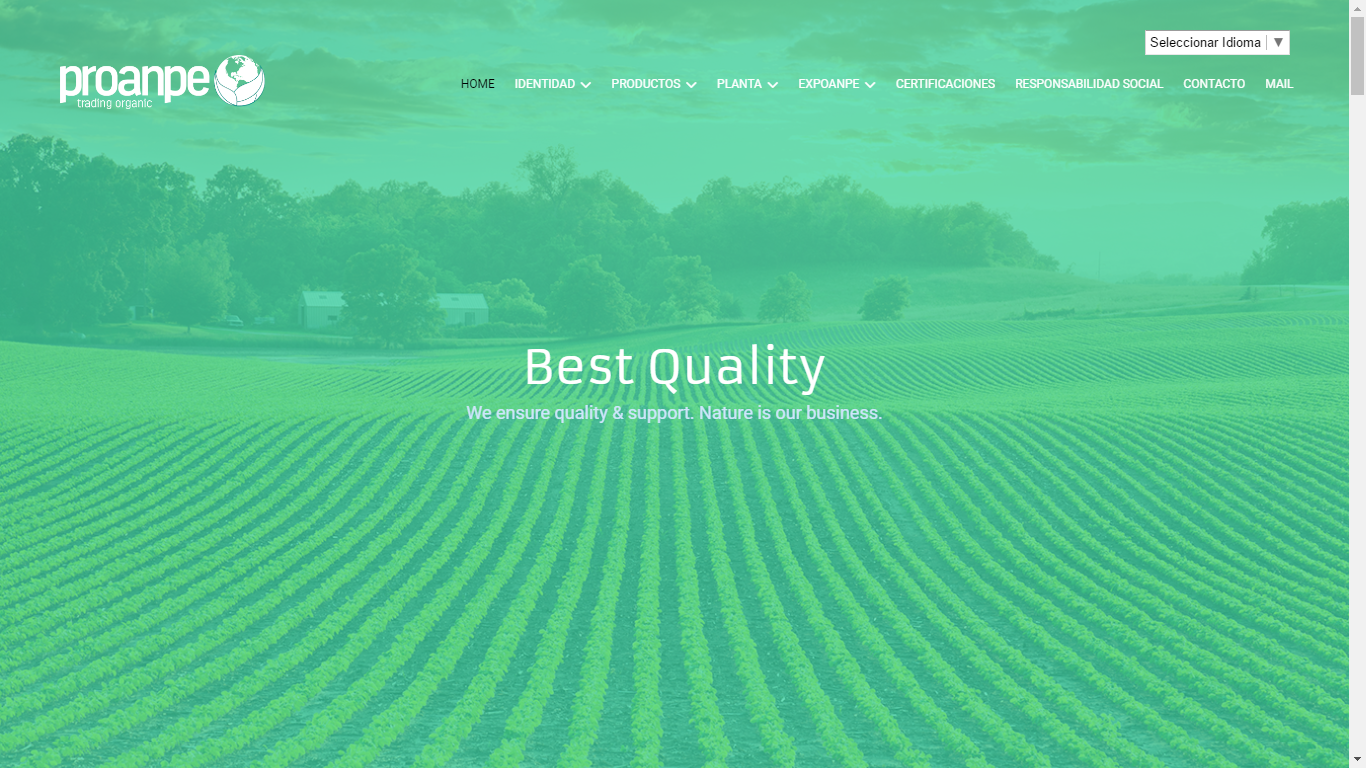 Seleccionar Idioma ▼
proanpe
trading organic
HOME IDENTIDAD PRODUCTOS PLANTA EXPOANPE CERTIFICACIONES RESPONSABILIDAD SOCIAL CONTACTO MAIL
Best Quality
We ensure quality & support. Nature is our business.